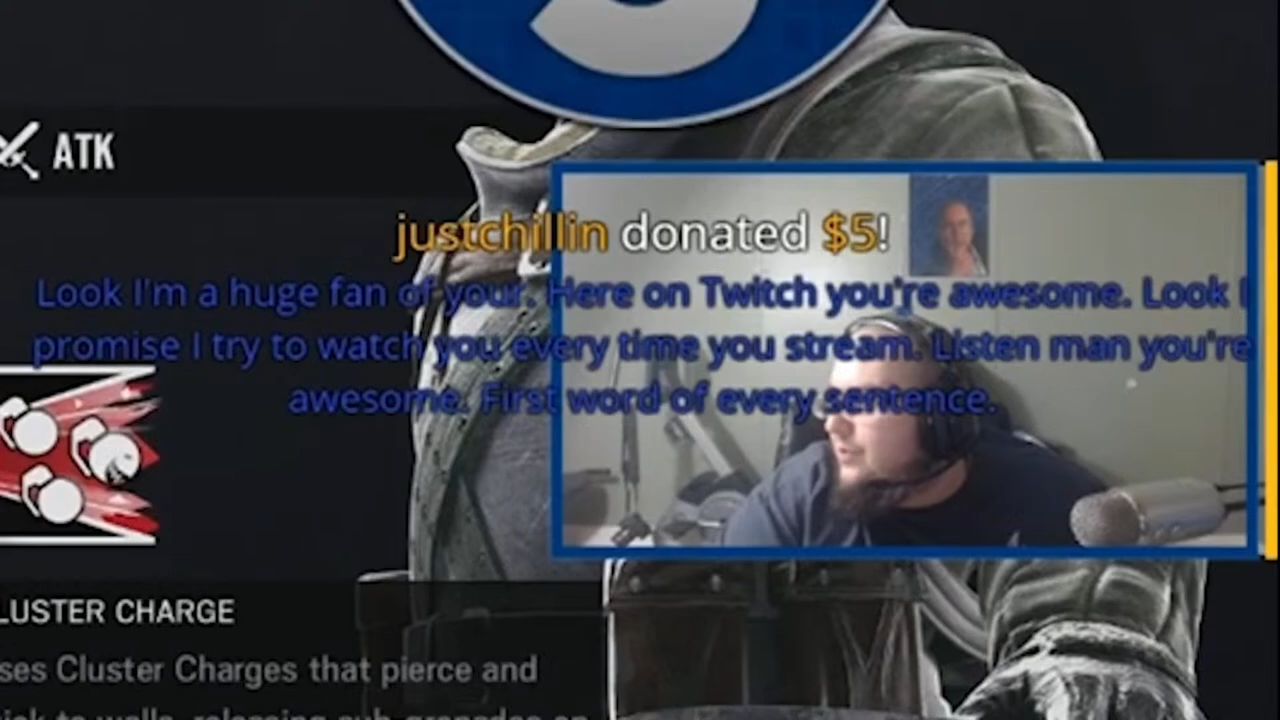 ATK
justchillin donated $5!
Look I'm a huge fan of your. Here on Twitch you're awesome. Look I
promise I try to watch you every time you stream. Listen man you're
awesome. First word of every sentence.
LUSTER CHARGE
ses Cluster Charges that pierce and